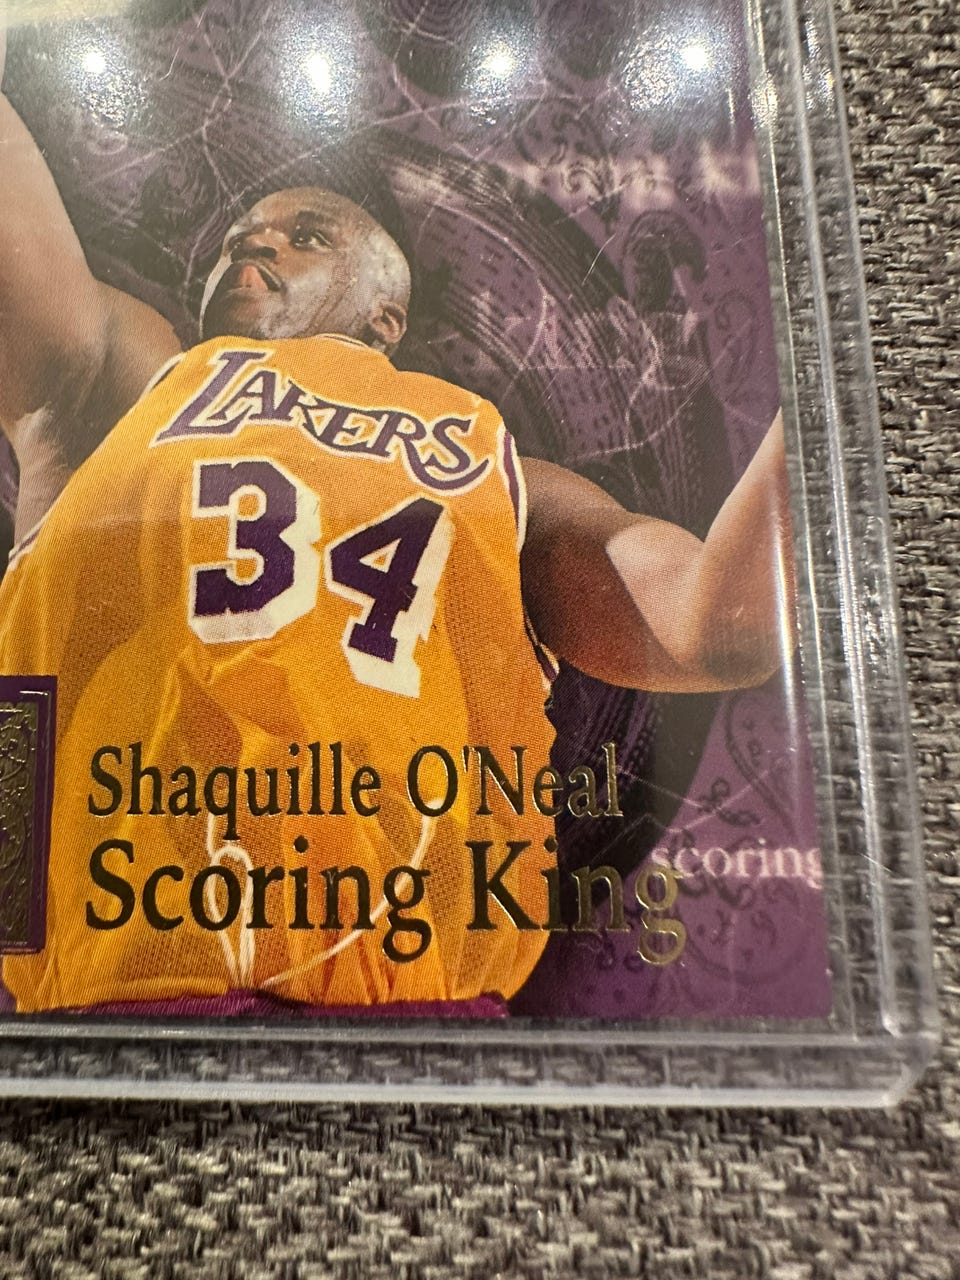 LAKERS
34
Shaquille O'Neal
Scoring King
scoring